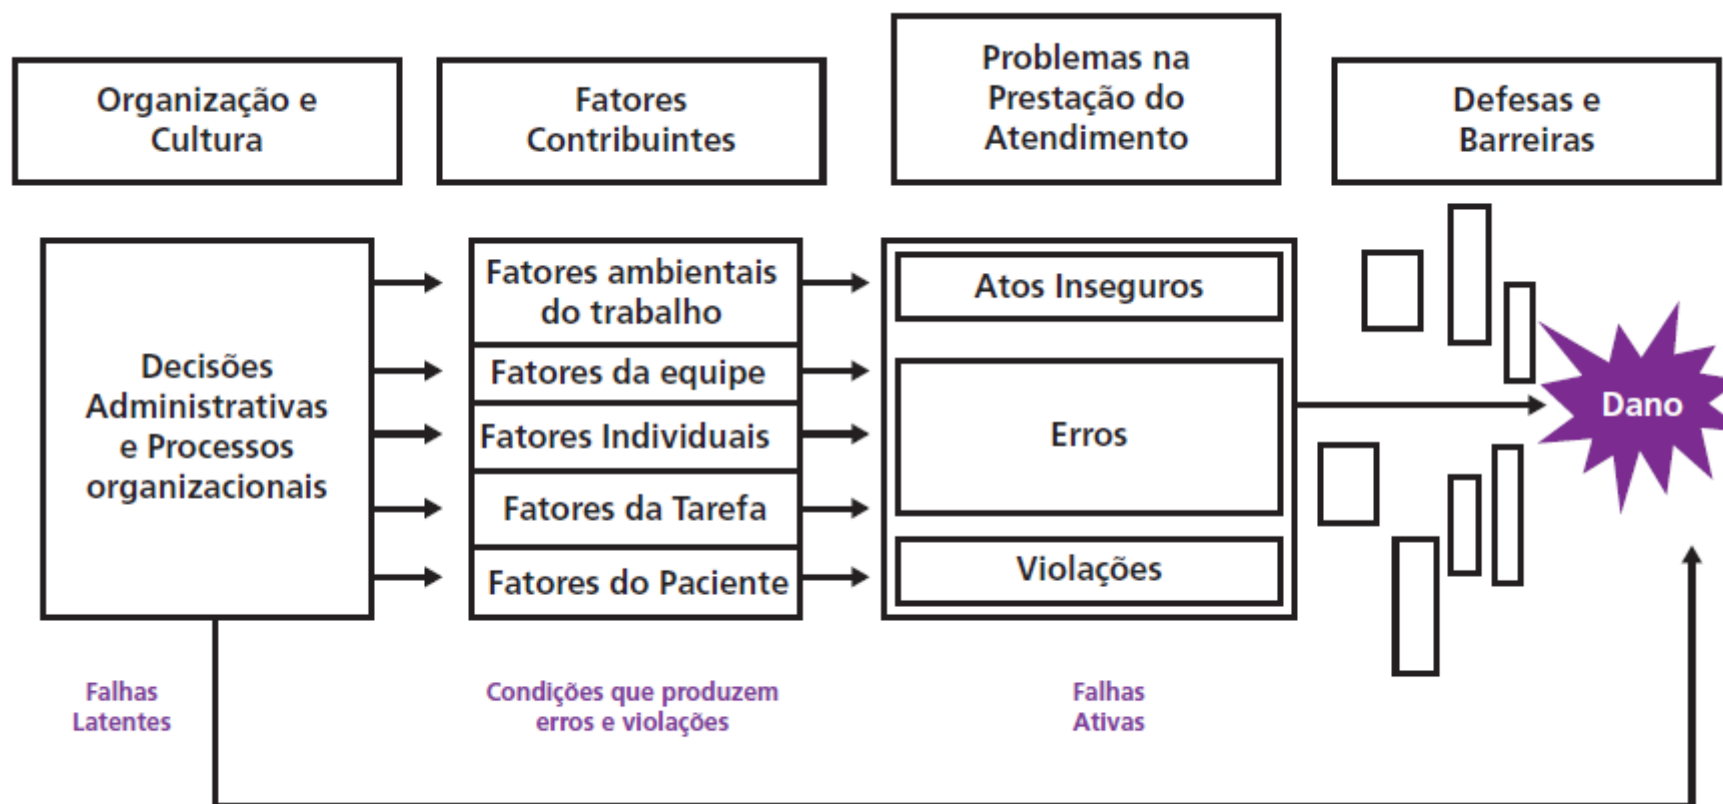 Organização e
Cultura
Fatores
Contribuintes
Problemas na
Prestação do
Atendimento
Defesas e
Barreiras
Decisões
Administrativas
e Processos
organizacionais
Fatores ambientais
do trabalho
Fatores da equipe
Fatores Individuais
Fatores da Tarefa
Fatores do Paciente
Atos Inseguros
Erros
Violações
Dano
Falhas
Latentes
Condições que produzem
erros e violações
Falhas
Ativas